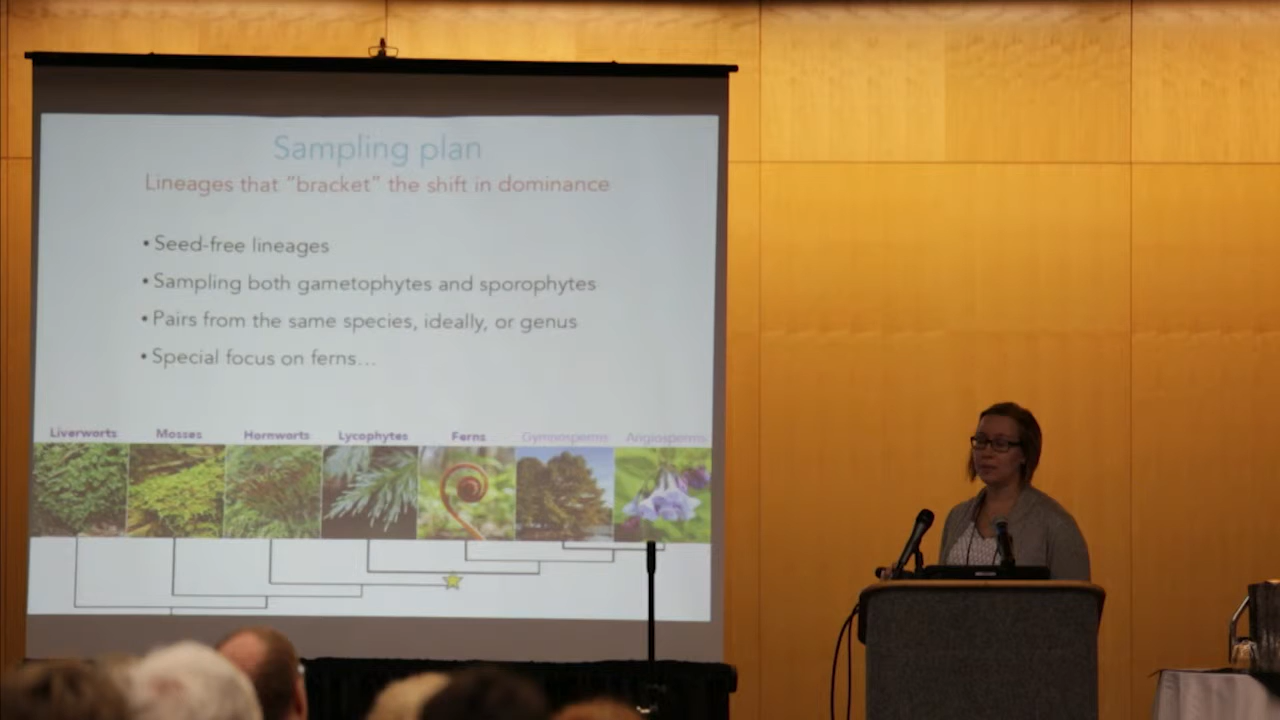 Sampling plan
Lineages that “bracket” the shift in dominance
• Seed-free lineages
• Sampling both gametophytes and sporophytes
• Pairs from the same species, ideally, or genus
• Special focus on ferns…
Liverworts Mosses Hornworts Lycophytes Ferns Gymnosperms Angiosperms